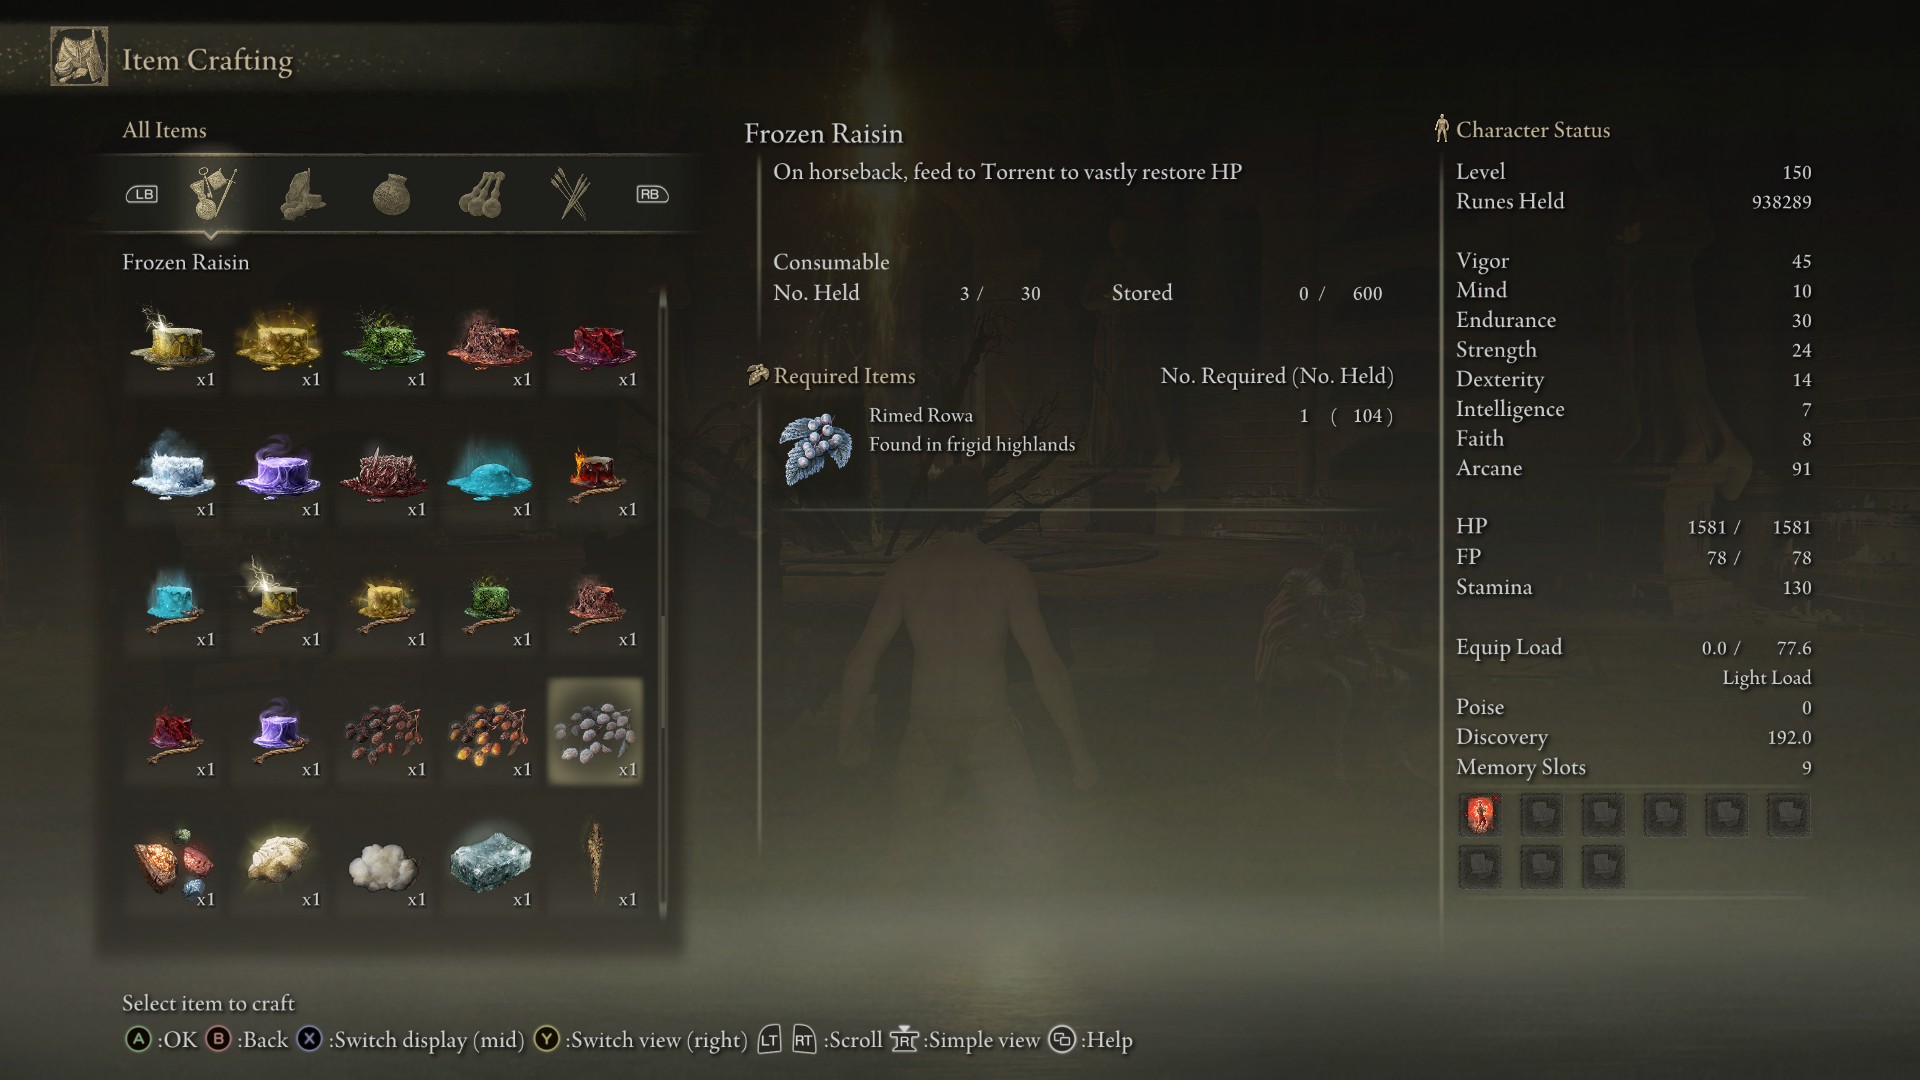 Item Crafting
All Items
LB
RB
Frozen Raisin
x1 x1 x1 x1 x1
x1 x1 x1 x1 x1
x1 x1 x1 x1 x1
x1 x1 x1 x1 x1
x1 x1 x1 x1 x1
Frozen Raisin
On horseback, feed to Torrent to vastly restore HP
Consumable
No. Held 3 / 30 Stored 0 / 600
Required Items No. Required (No. Held)
Rimed Rowa 1 ( 104 )
Found in frigid highlands
Character Status
Level 150
Runes Held 938289
Vigor 45
Mind 10
Endurance 30
Strength 24
Dexterity 14
Intelligence 7
Faith 8
Arcane 91
HP 1581 / 1581
FP 78 / 78
Stamina 130
Equip Load 0.0 / 77.6
Light Load
Poise 0
Discovery 192.0
Memory Slots 9
Select item to craft
A :OK B :Back X :Switch display (mid) Y :Switch view (right) LT RT :Scroll R :Simple view :Help